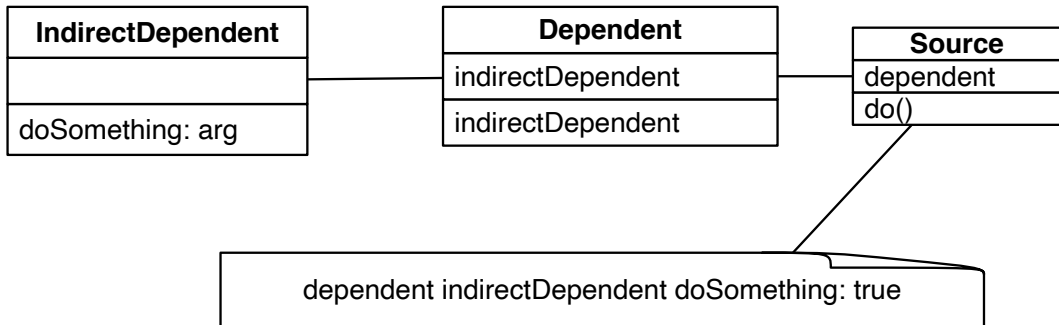 IndirectDependent
doSomething: arg
Dependent
indirectDependent
indirectDependent
Source
dependent
do()
dependent indirectDependent doSomething: true